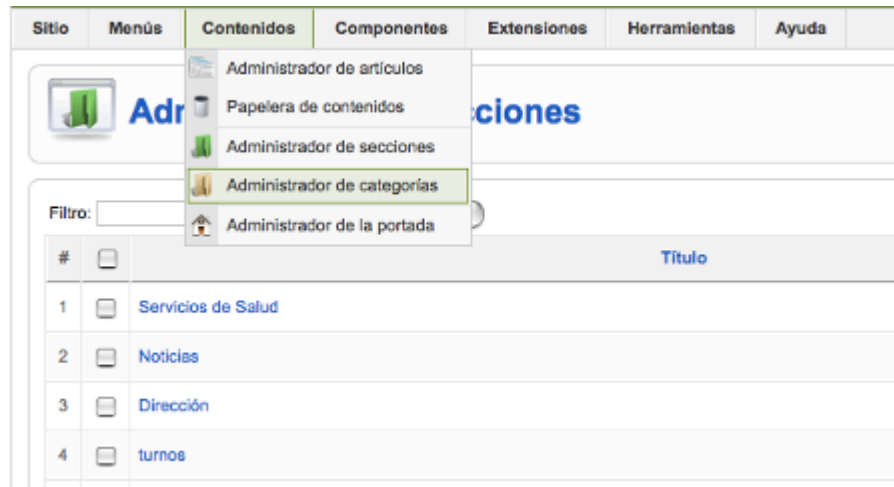 Sitio Menús Contenidos Componentes Extensiones Herramientas Ayuda
Administrador de artículos
Papelera de contenidos
Adm ciones
Administrador de secciones
Administrador de categorías
Filtro:
Administrador de la portada
# Título
1 Servicios de Salud
2 Noticias
3 Dirección
4 turnos